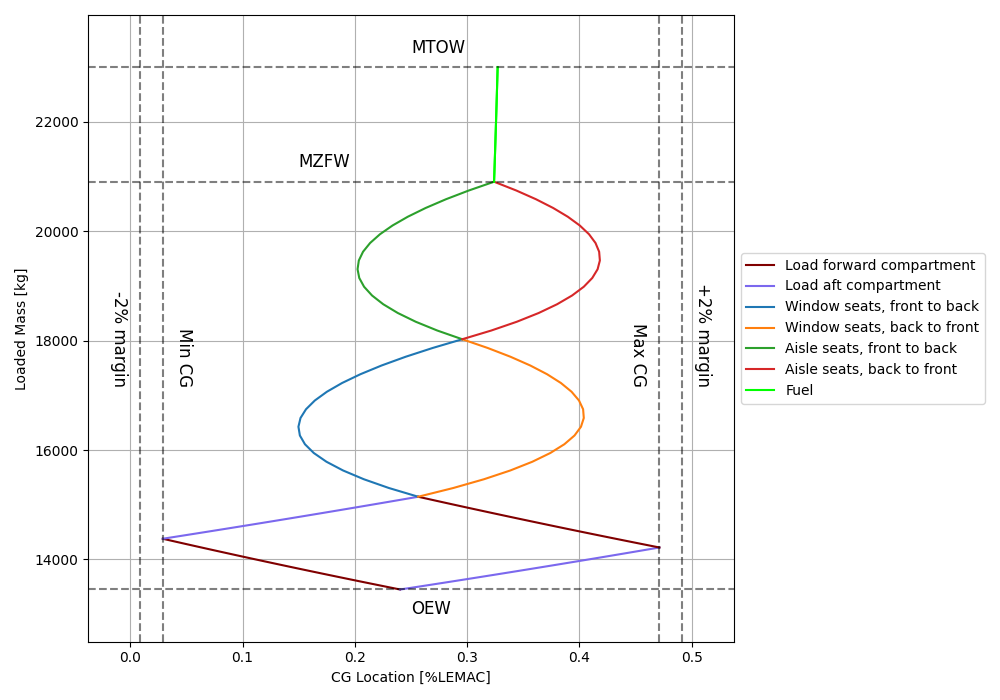 MTOW
MZFW
-2% margin
Min CG
Max CG
+2% margin
OEW
22000
20000
18000
16000
14000
Loaded Mass [kg]
0.0
0.1
0.2
0.3
0.4
0.5
CG Location [%LEMAC]
Load forward compartment
Load aft compartment
Window seats, front to back
Window seats, back to front
Aisle seats, front to back
Aisle seats, back to front
Fuel